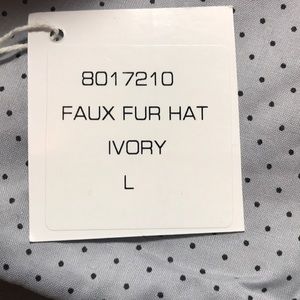 8017210
FAUX FUR HAT
IVORY
L